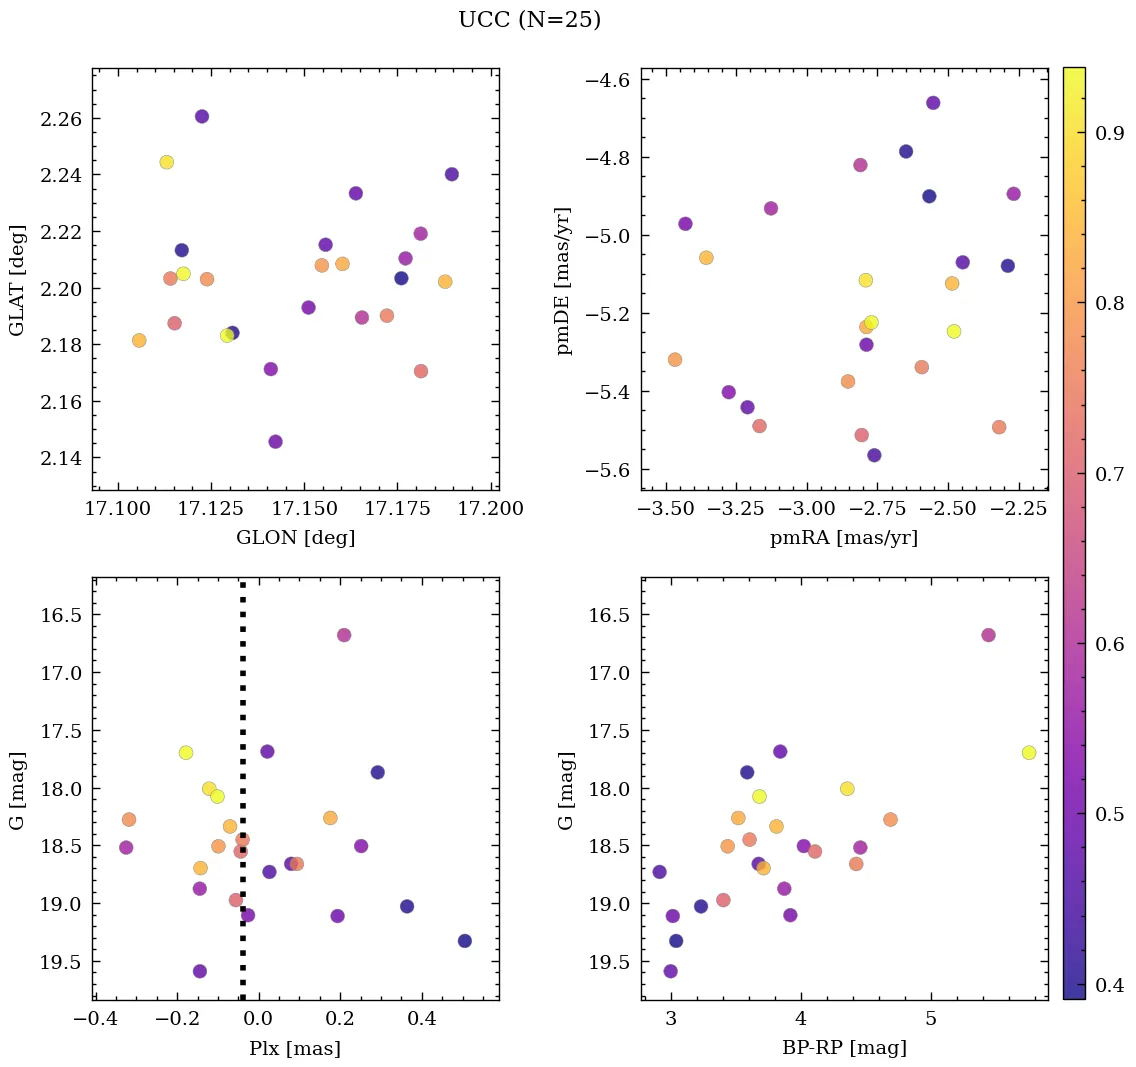 UCC (N=25)
GLAT [deg]
2.26
2.24
2.22
2.20
2.18
2.16
2.14
17.100 17.125 17.150 17.175 17.200
GLON [deg]
pmDE [mas/yr]
−4.6
−4.8
−5.0
−5.2
−5.4
−5.6
−3.50 −3.25 −3.00 −2.75 −2.50 −2.25
pmRA [mas/yr]
0.9
0.8
0.7
0.6
0.5
0.4
G [mag]
16.5
17.0
17.5
18.0
18.5
19.0
19.5
−0.4 −0.2 0.0 0.2 0.4
Plx [mas]
G [mag]
16.5
17.0
17.5
18.0
18.5
19.0
19.5
3 4 5
BP-RP [mag]